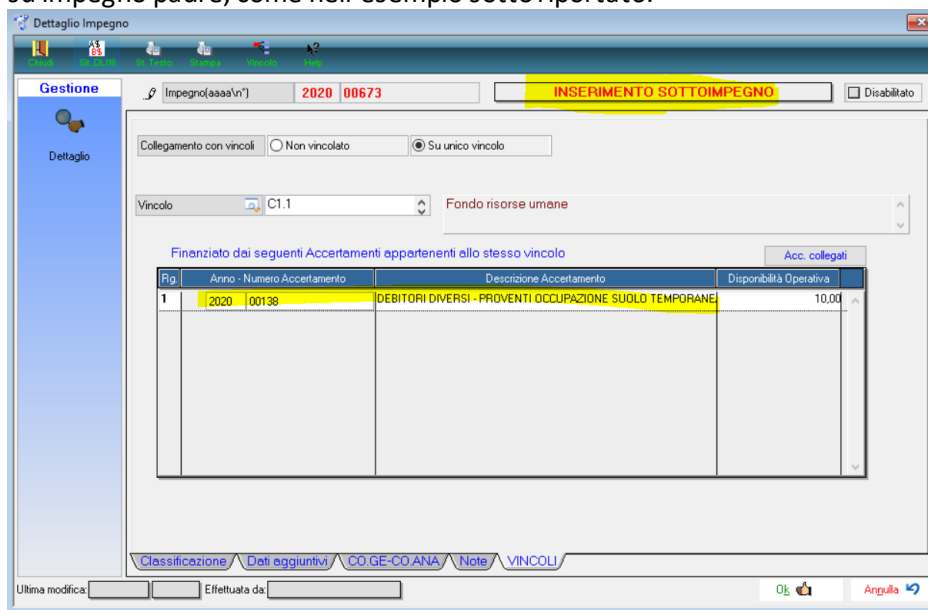 su impegno padre, come nell'esempio sotto riportato.
Dettaglio Impegno
Chiudi Sit. DL118 St. Testo Stampa Vincolo Help
Gestione
Impegno(aaaa\n°) 2020 00673 INSERIMENTO SOTTOIMPEGNO Disabilitato
Dettaglio
Collegamento con vincoli Non vincolato Su unico vincolo
Vincolo C1.1 Fondo risorse umane
Finanziato dai seguenti Accertamenti appartenenti allo stesso vincolo Acc. collegati
Rg. Anno - Numero Accertamento Descrizione Accertamento Disponibilità Operativa
1 2020 00138 DEBITORI DIVERSI - PROVENTI OCCUPAZIONE SUOLO TEMPORANE 10,00
Classificazione Dati aggiuntivi CO.GE-CO.ANA Note VINCOLI
Ultima modifica: Effettuata da: Ok Annulla